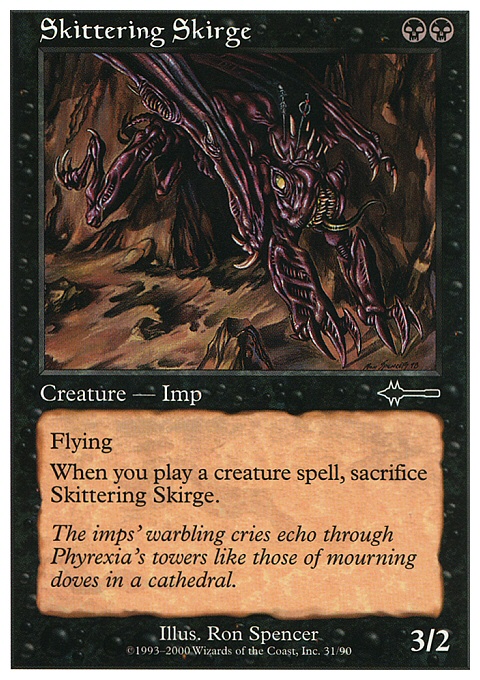 Skittering Skirge
Creature — Imp
Flying
When you play a creature spell, sacrifice
Skittering Skirge.
The imps' warbling cries echo through
Phyrexia's towers like those of mourning
doves in a cathedral.
Illus. Ron Spencer
3/2
©1993–2000 Wizards of the Coast, Inc. 31/90